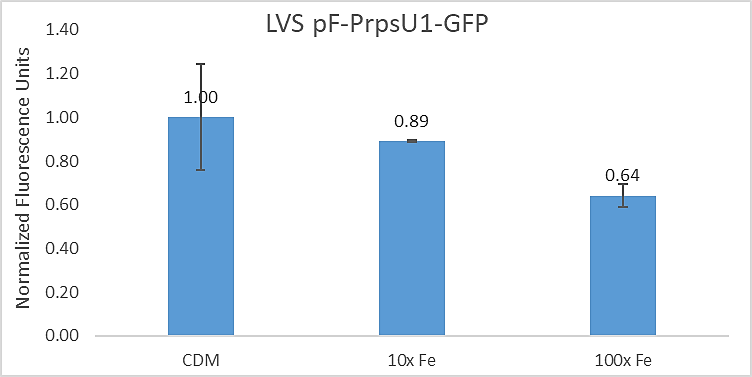 LVS pF-PrpsU1-GFP
Normalized Fluorescence Units
1.40
1.20
1.00
0.80
0.60
0.40
0.20
0.00
1.00
0.89
0.64
CDM
10x Fe
100x Fe